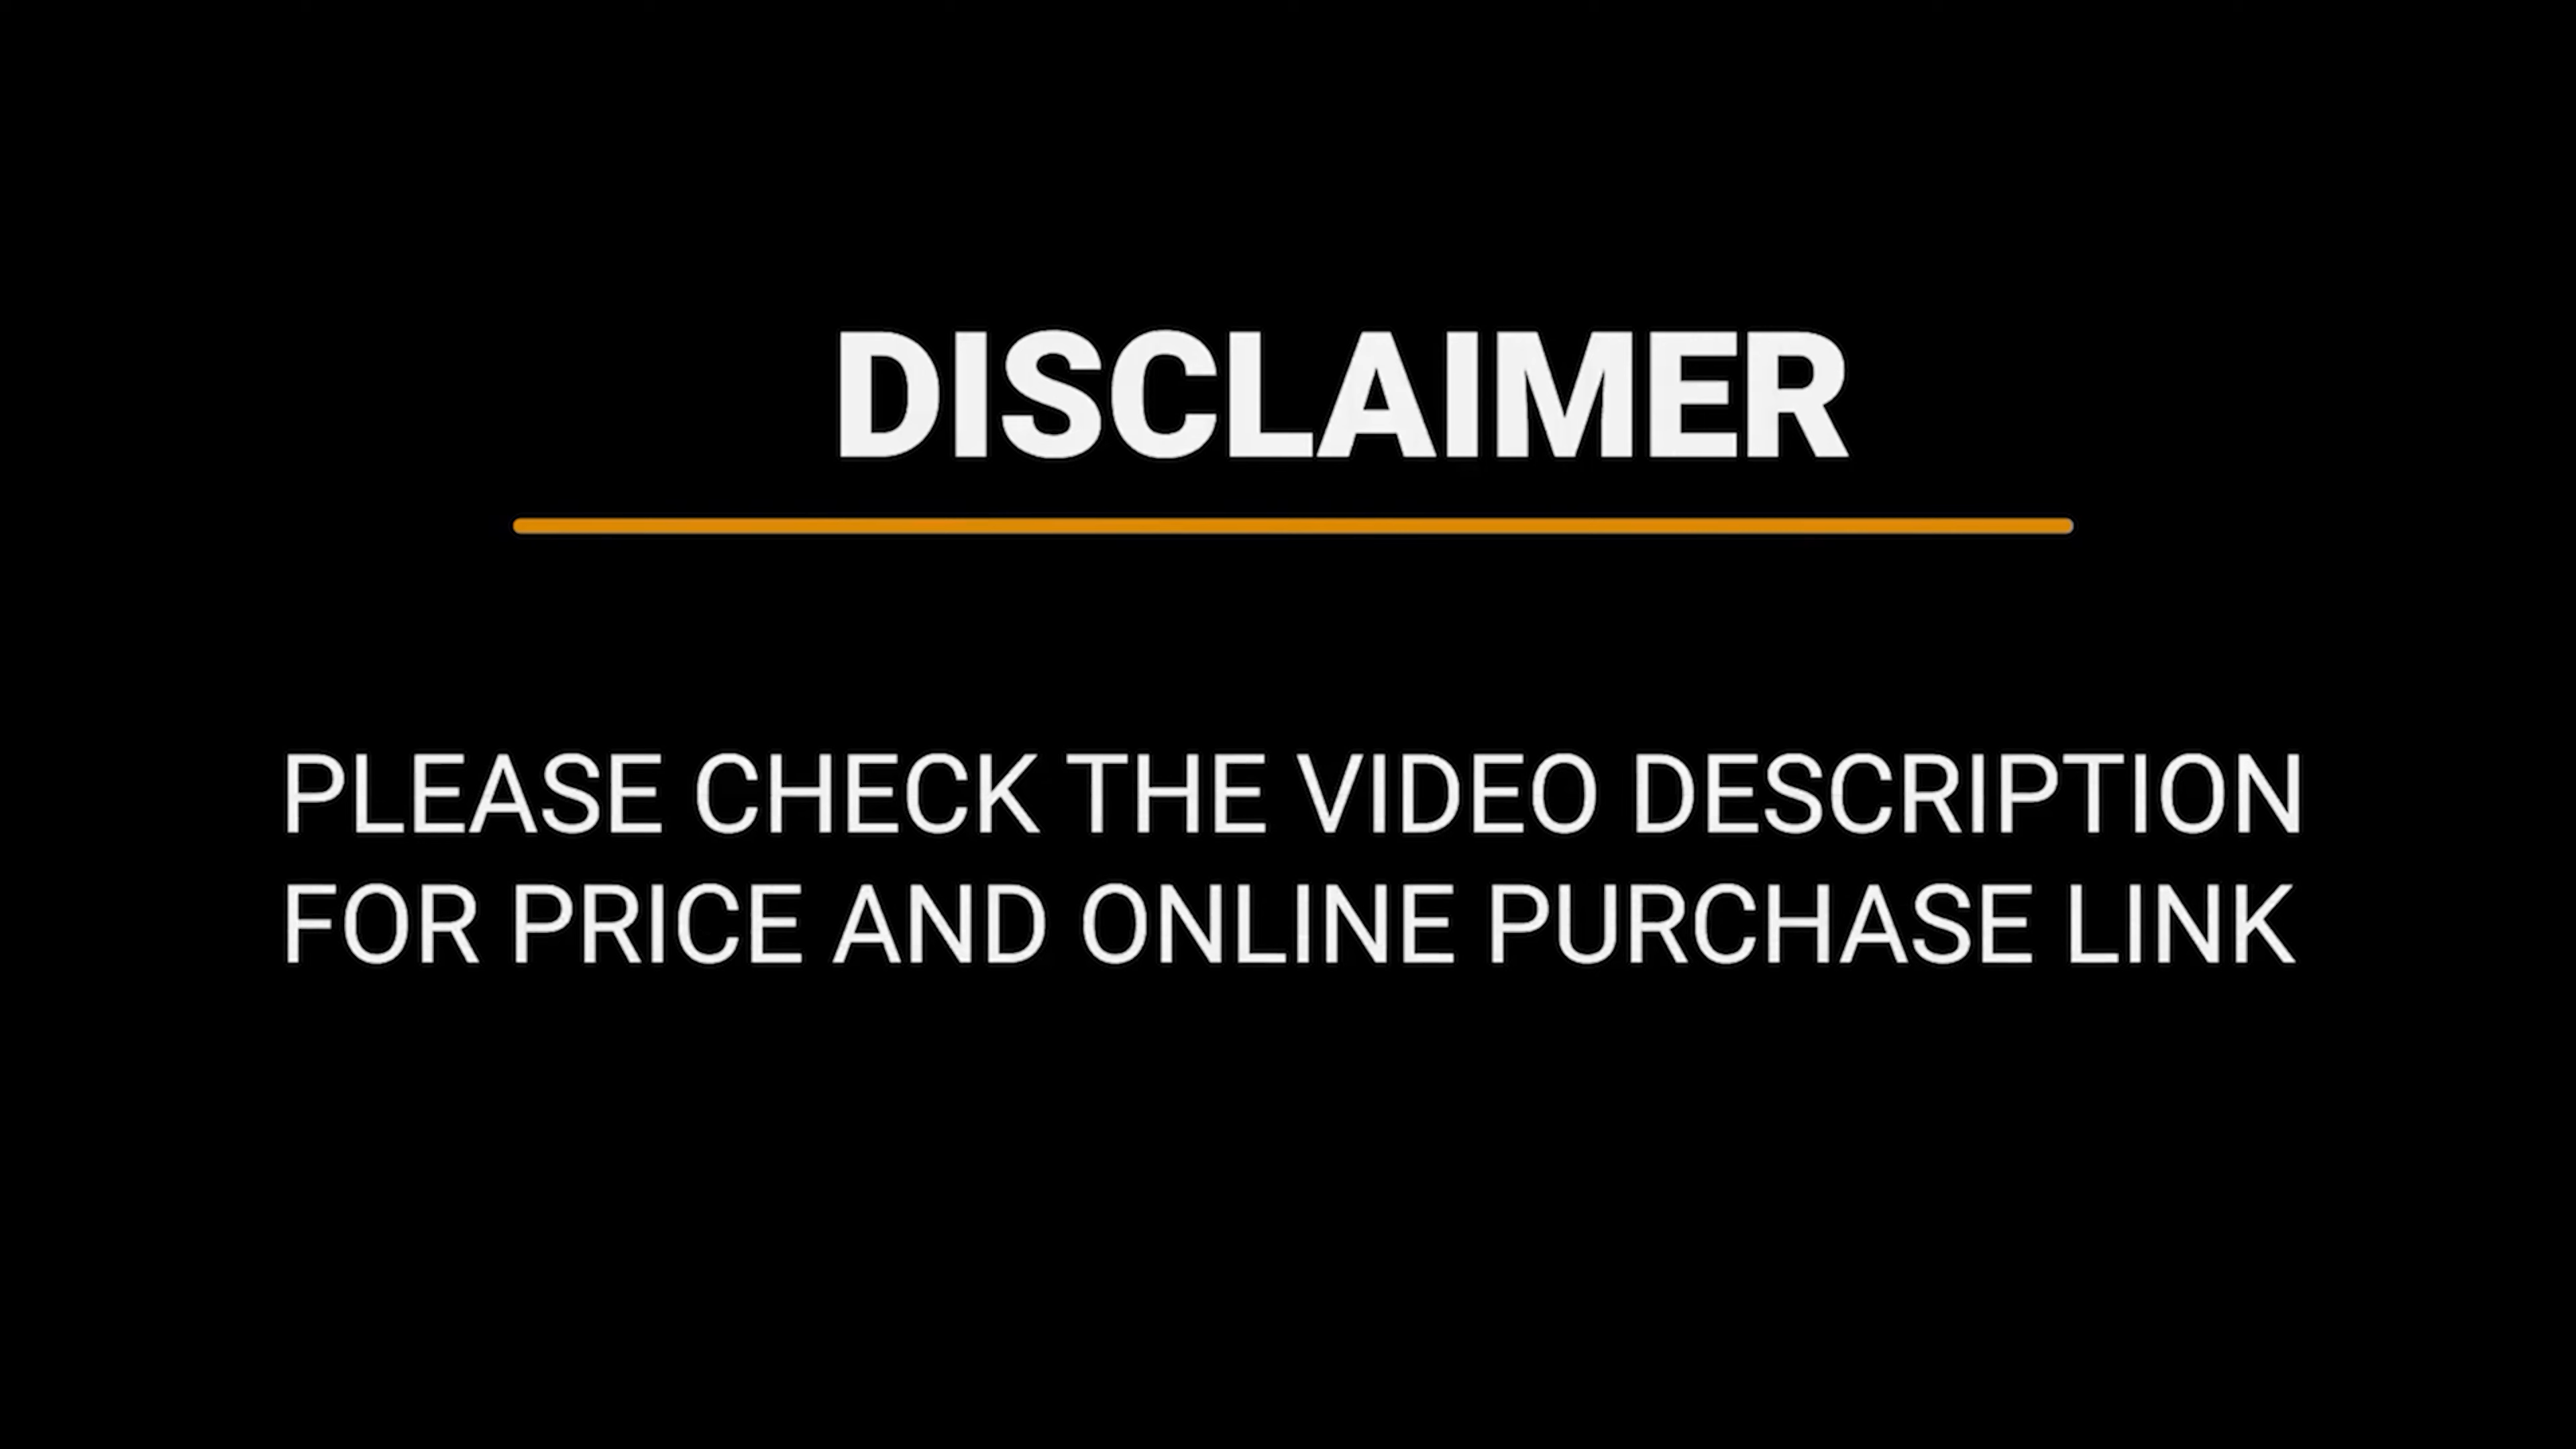 DISCLAIMER
PLEASE CHECK THE VIDEO DESCRIPTION
FOR PRICE AND ONLINE PURCHASE LINK